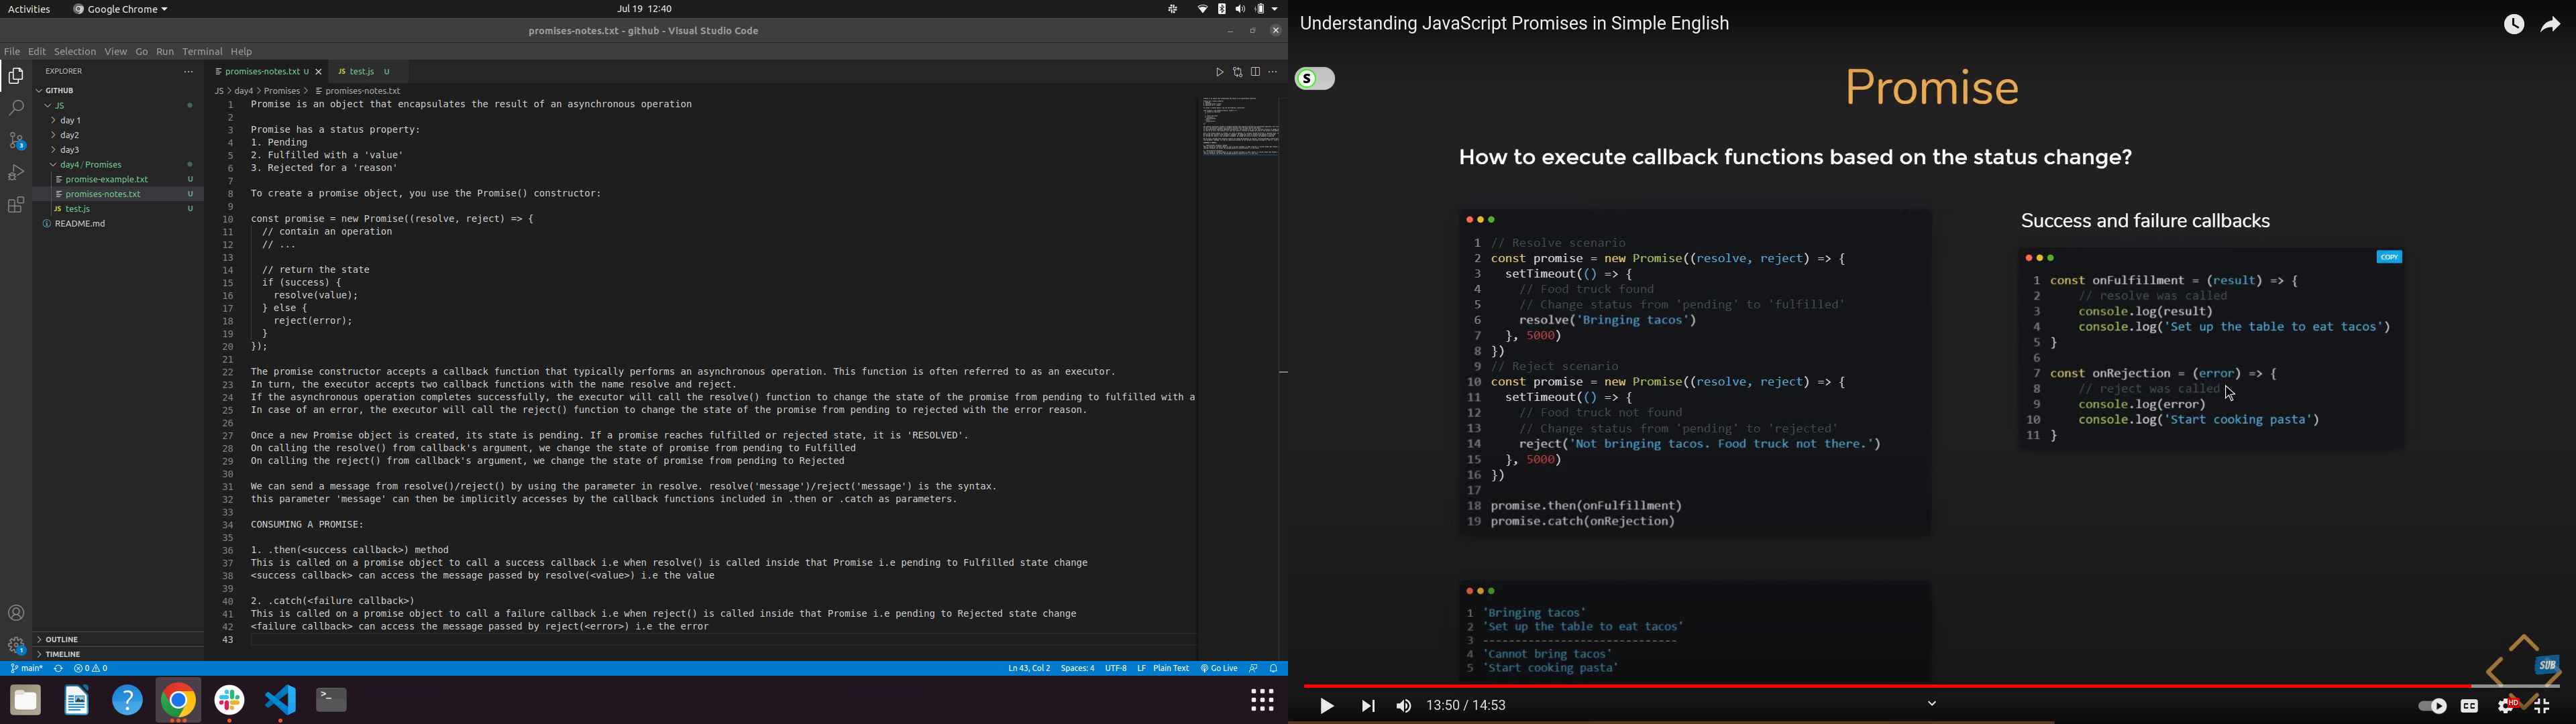 Activities
Google Chrome
Jul 19 12:40
promises-notes.txt - github - Visual Studio Code
File Edit Selection View Go Run Terminal Help
EXPLORER
GITHUB
JS
day 1
day2
day3
day4 / Promises
promise-example.txt U
promises-notes.txt U
JS test.js U
README.md
OUTLINE
TIMELINE
promises-notes.txt U
JS test.js U
JS > day4 > Promises > promises-notes.txt
1 Promise is an object that encapsulates the result of an asynchronous operation
2
3 Promise has a status property:
4 1. Pending
5 2. Fulfilled with a 'value'
6 3. Rejected for a 'reason'
7
8 To create a promise object, you use the Promise() constructor:
9
10 const promise = new Promise((resolve, reject) => {
11 // contain an operation
12 // ...
13
14 // return the state
15 if (success) {
16 resolve(value);
17 } else {
18 reject(error);
19 }
20 });
21
22 The promise constructor accepts a callback function that typically performs an asynchronous operation. This function is often referred to as an executor.
23 In turn, the executor accepts two callback functions with the name resolve and reject.
24 If the asynchronous operation completes successfully, the executor will call the resolve() function to change the state of the promise from pending to fulfilled with a
25 In case of an error, the executor will call the reject() function to change the state of the promise from pending to rejected with the error reason.
26
27 Once a new Promise object is created, its state is pending. If a promise reaches fulfilled or rejected state, it is 'RESOLVED'.
28 On calling the resolve() from callback's argument, we change the state of promise from pending to Fulfilled
29 On calling the reject() from callback's argument, we change the state of promise from pending to Rejected
30
31 We can send a message from resolve()/reject() by using the parameter in resolve. resolve('message')/reject('message') is the syntax.
32 this parameter 'message' can then be implicitly accesses by the callback functions included in .then or .catch as parameters.
33
34 CONSUMING A PROMISE:
35
36 1. .then(<success callback>) method
37 This is called on a promise object to call a success callback i.e when resolve() is called inside that Promise i.e pending to Fulfilled state change
38 <success callback> can access the message passed by resolve(<value>) i.e the value
39
40 2. .catch(<failure callback>)
41 This is called on a promise object to call a failure callback i.e when reject() is called inside that Promise i.e pending to Rejected state change
42 <failure callback> can access the message passed by reject(<error>) i.e the error
43
main* 0 0
Ln 43, Col 2 Spaces: 4 UTF-8 LF Plain Text Go Live
Understanding JavaScript Promises in Simple English
S
Promise
How to execute callback functions based on the status change?
1 // Resolve scenario
2 const promise = new Promise((resolve, reject) => {
3 setTimeout(() => {
4 // Food truck found
5 // Change status from 'pending' to 'fulfilled'
6 resolve('Bringing tacos')
7 }, 5000)
8 })
9 // Reject scenario
10 const promise = new Promise((resolve, reject) => {
11 setTimeout(() => {
12 // Food truck not found
13 // Change status from 'pending' to 'rejected'
14 reject('Not bringing tacos. Food truck not there.')
15 }, 5000)
16 })
17
18 promise.then(onFulfillment)
19 promise.catch(onRejection)
Success and failure callbacks
COPY
1 const onFulfillment = (result) => {
2 // resolve was called
3 console.log(result)
4 console.log('Set up the table to eat tacos')
5 }
6
7 const onRejection = (error) => {
8 // reject was called
9 console.log(error)
10 console.log('Start cooking pasta')
11 }
1 'Bringing tacos'
2 'Set up the table to eat tacos'
3 ------------------------------
4 'Cannot bring tacos'
5 'Start cooking pasta'
SUB
13:50 / 14:53
CC
HD